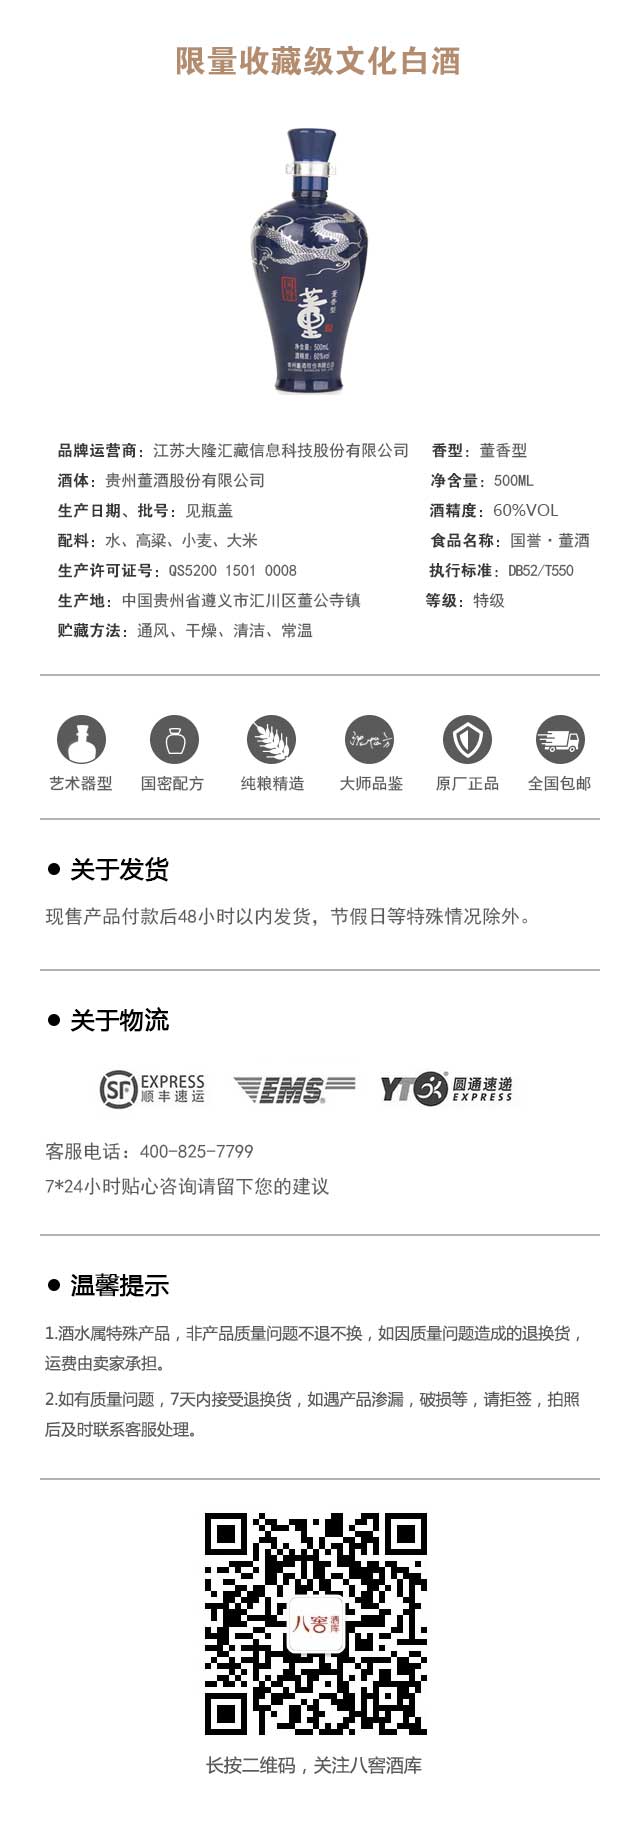 限量收藏级文化白酒
国誉
董香型
董
净含量：500mL
酒精度：60%vol
贵州董酒股份有限公司
品牌运营商：江苏大隆汇藏信息科技股份有限公司 香型：董香型
酒体：贵州董酒股份有限公司 净含量：500ML
生产日期、批号：见瓶盖 酒精度：60%VOL
配料：水、高粱、小麦、大米 食品名称：国誉·董酒
生产许可证号：QS5200 1501 0008 执行标准：DB52/T550
生产地：中国贵州省遵义市汇川区董公寺镇 等级：特级
贮藏方法：通风、干燥、清洁、常温
艺术器型 国密配方 纯粮精造 大师品鉴 原厂正品 全国包邮
● 关于发货
现售产品付款后48小时以内发货，节假日等特殊情况除外。
● 关于物流
SF EXPRESS 顺丰速运 EMS® YTO® 圆通速递 EXPRESS
客服电话：400-825-7799
7*24小时贴心咨询请留下您的建议
● 温馨提示
1.酒水属特殊产品，非产品质量问题不退不换，如因质量问题造成的退换货，
运费由卖家承担。
2.如有质量问题，7天内接受退换货，如遇产品渗漏，破损等，请拒签，拍照
后及时联系客服处理。
八窖酒库
长按二维码，关注八窖酒库